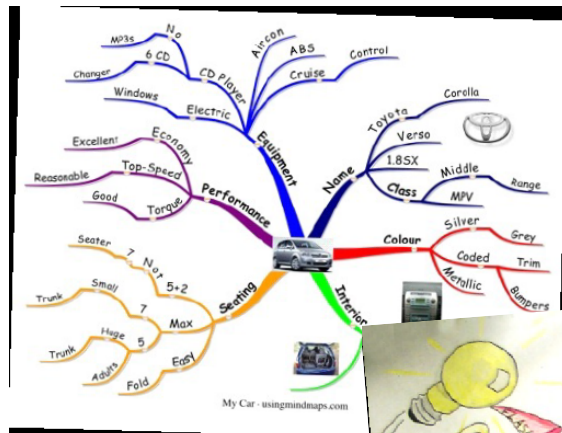 No
MP3s
6 CD
Changer
CD Player
Windows
Electric
Aircon
ABS
Cruise
Control
Equipment
Economy
Excellent
Top-Speed
Reasonable
Torque
Good
Performance
Toyota
Corolla
Verso
1.8SX
Class
Middle
Range
MPV
Name
Colour
Silver
Grey
Coded
Trim
Bumpers
Metallic
Interior
Seating
5+2
Not
7
Seater
Max
7
Small
Trunk
5
Huge
Trunk
Adults
Easy
Fold
My Car - usingmindmaps.com